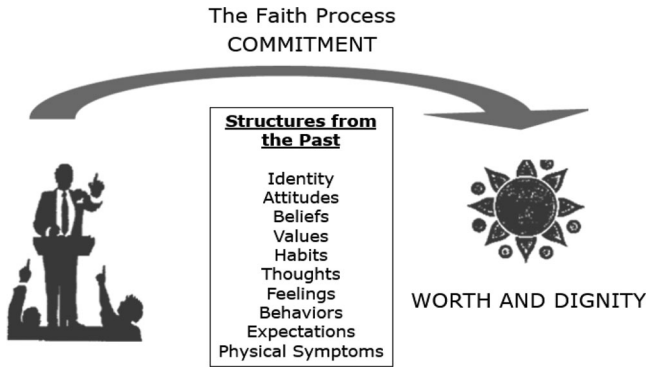 The Faith Process
COMMITMENT
Structures from
the Past
Identity
Attitudes
Beliefs
Values
Habits
Thoughts
Feelings
Behaviors
Expectations
Physical Symptoms
WORTH AND DIGNITY